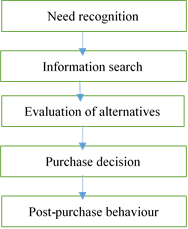 Need recognition
Information search
Evaluation of alternatives
Purchase decision
Post-purchase behaviour